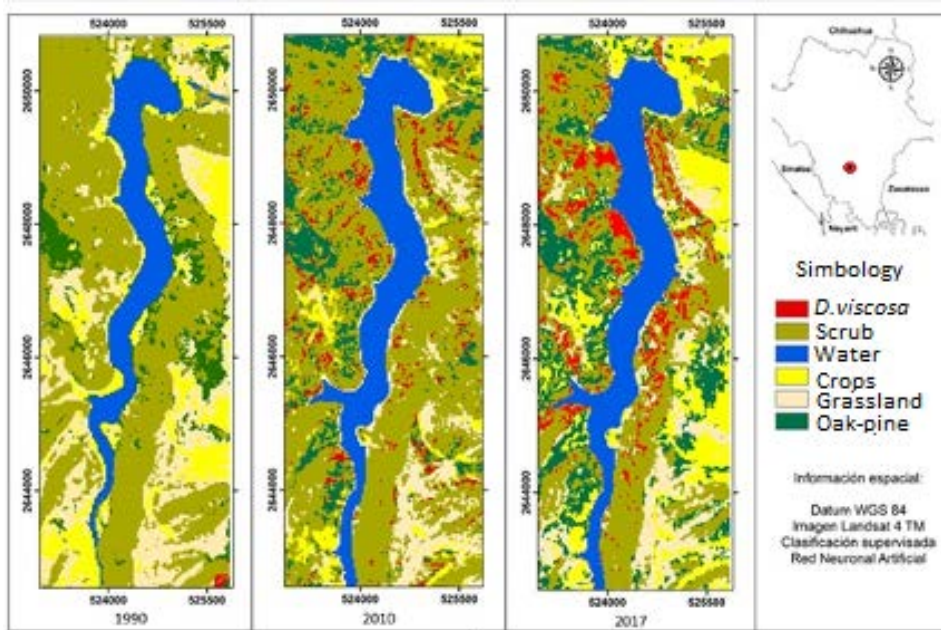 524000 525500
524000 525500
524000 525500
2650000
2648000
2646000
2644000
2650000
2648000
2646000
2644000
2650000
2648000
2646000
2644000
524000 525500
524000 525500
524000 525500
1990
2010
2017
Chihuahua
Sinaloa
Zacatecas
Nayarit
Simbology
D.viscosa
Scrub
Water
Crops
Grassland
Oak-pine
Información espacial:
Datum WGS 84
Imagen Landsat 4 TM
Clasificación supervisada
Red Neuronal Artificial